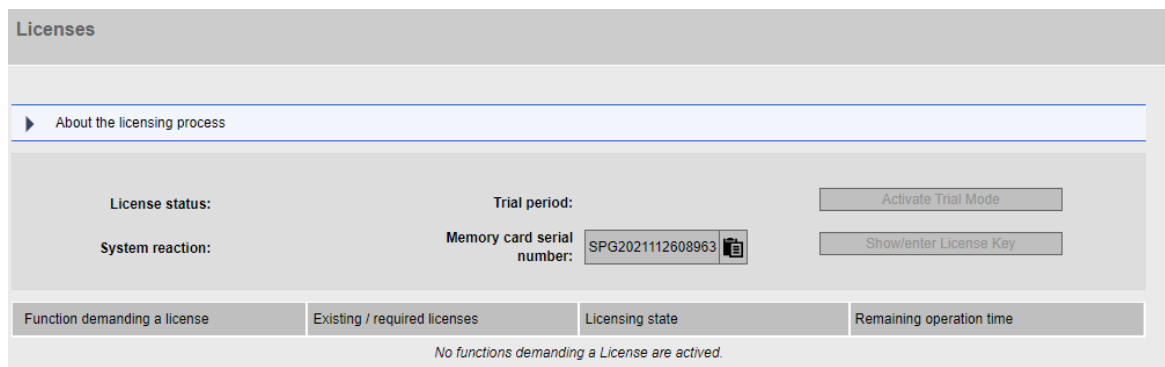 Licenses
About the licensing process
License status:
Trial period:
Activate Trial Mode
System reaction:
Memory card serial
number:
SPG2021112608963
Show/enter License Key
Function demanding a license
Existing / required licenses
Licensing state
Remaining operation time
No functions demanding a License are actived.